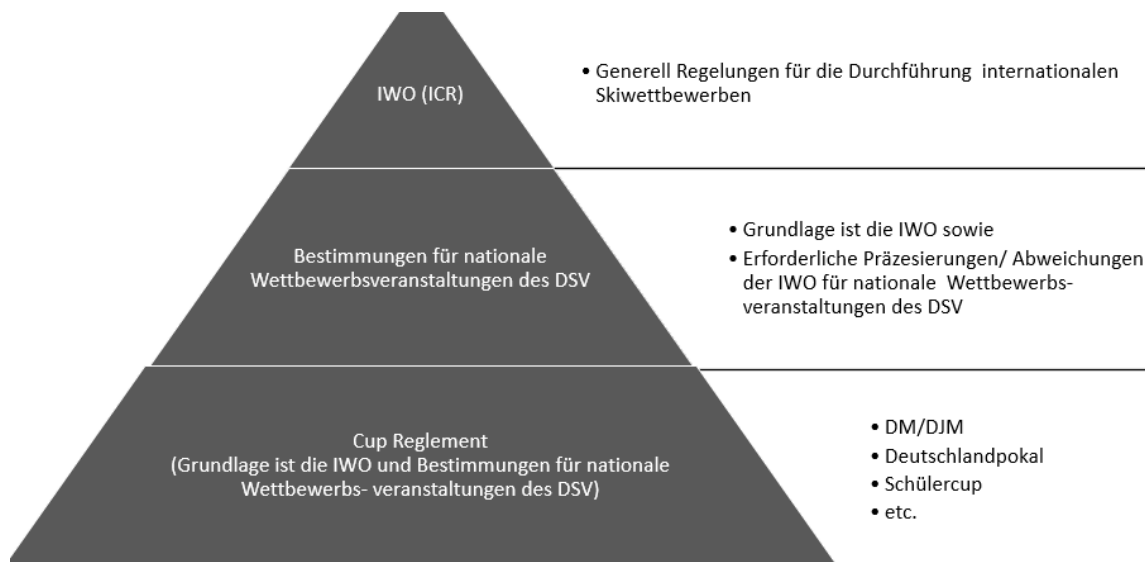 IWO (ICR)
• Generell Regelungen für die Durchführung internationalen
Skiwettbewerben
Bestimmungen für nationale
Wettbewerbsveranstaltungen des DSV
• Grundlage ist die IWO sowie
• Erforderliche Präzesierungen/ Abweichungen
der IWO für nationale Wettbewerbs-
veranstaltungen des DSV
Cup Reglement
(Grundlage ist die IWO und Bestimmungen für nationale
Wettbewerbs- veranstaltungen des DSV)
• DM/DJM
• Deutschlandpokal
• Schülercup
• etc.